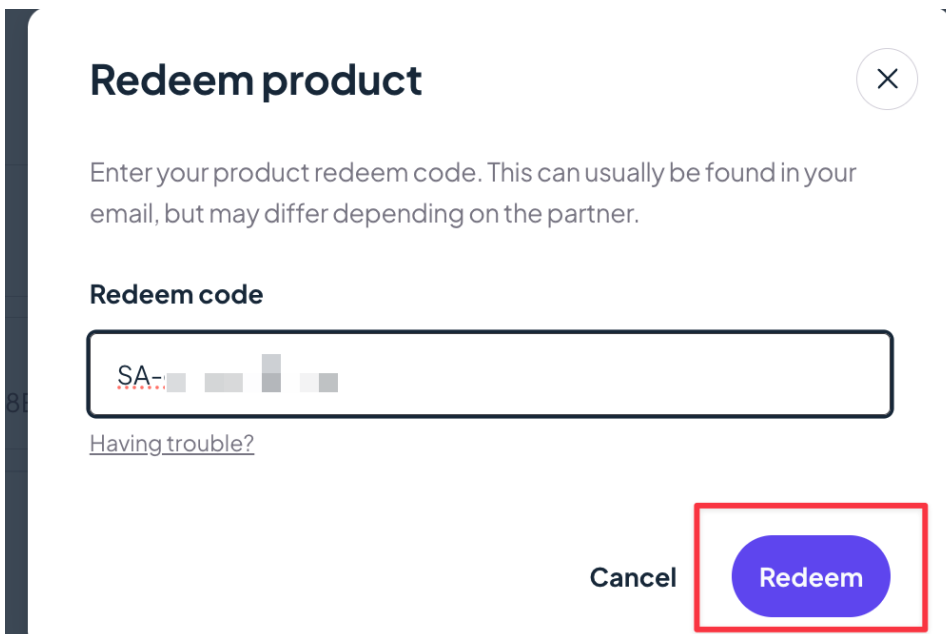 Redeem product
Enter your product redeem code. This can usually be found in your
email, but may differ depending on the partner.
Redeem code
SA-
Having trouble?
Cancel
Redeem